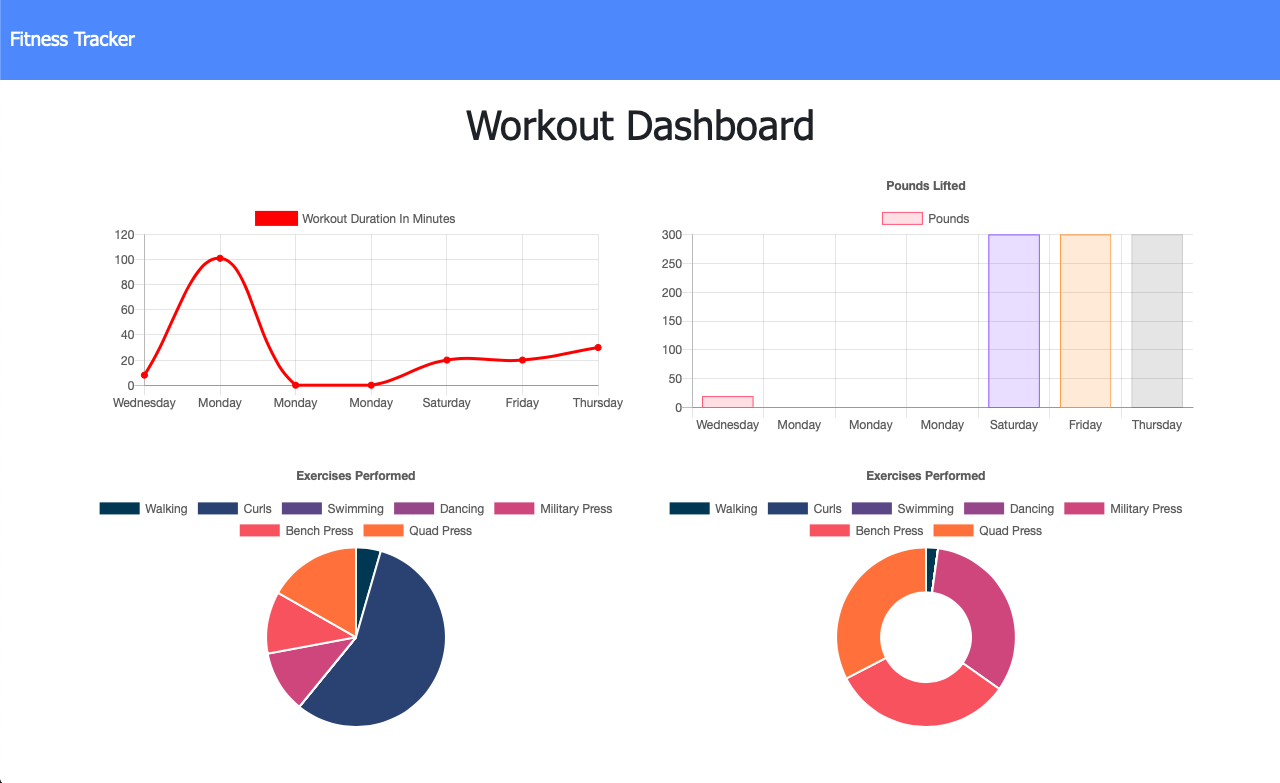 Fitness Tracker
Workout Dashboard
Workout Duration In Minutes
120
100
80
60
40
20
0
Wednesday Monday Monday Monday Saturday Friday Thursday
Pounds Lifted
Pounds
300
250
200
150
100
50
0
Wednesday Monday Monday Monday Saturday Friday Thursday
Exercises Performed
Walking Curls Swimming Dancing Military Press
Bench Press Quad Press
Exercises Performed
Walking Curls Swimming Dancing Military Press
Bench Press Quad Press